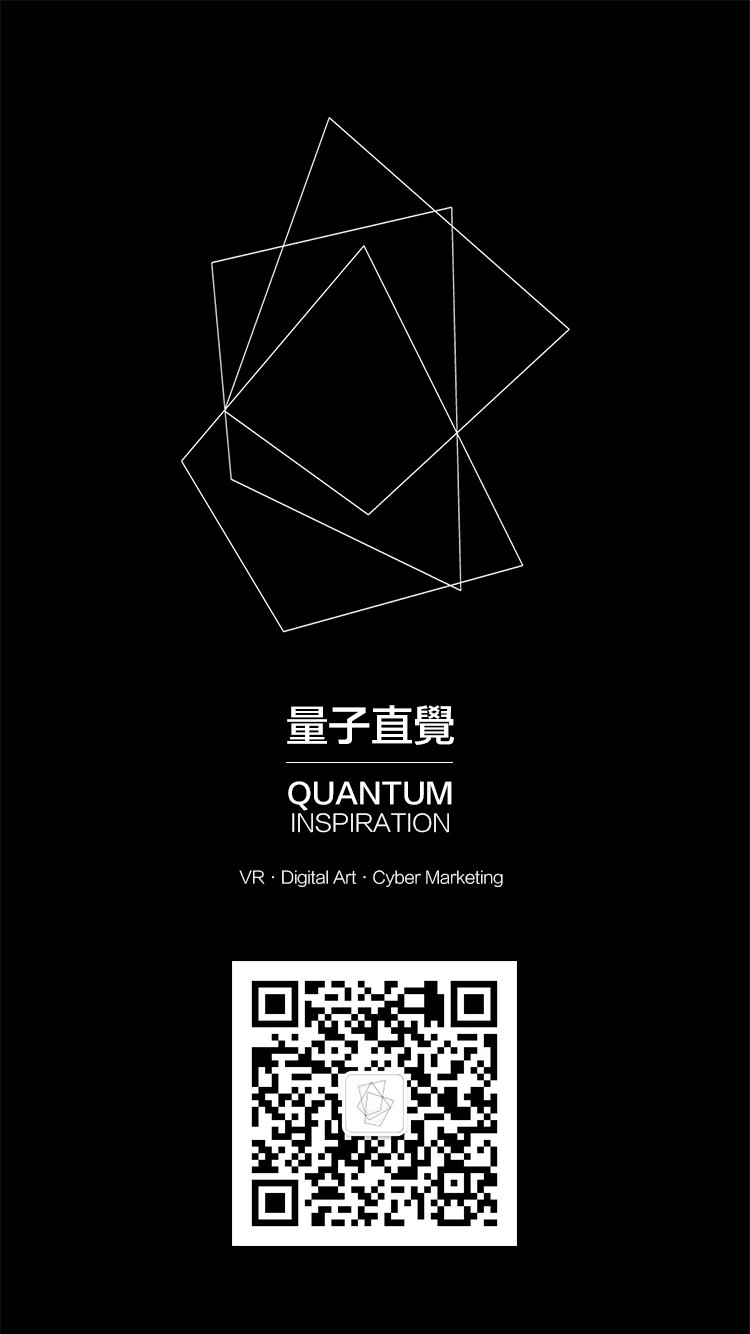 量子直覺
QUANTUM
INSPIRATION
VR · Digital Art · Cyber Marketing